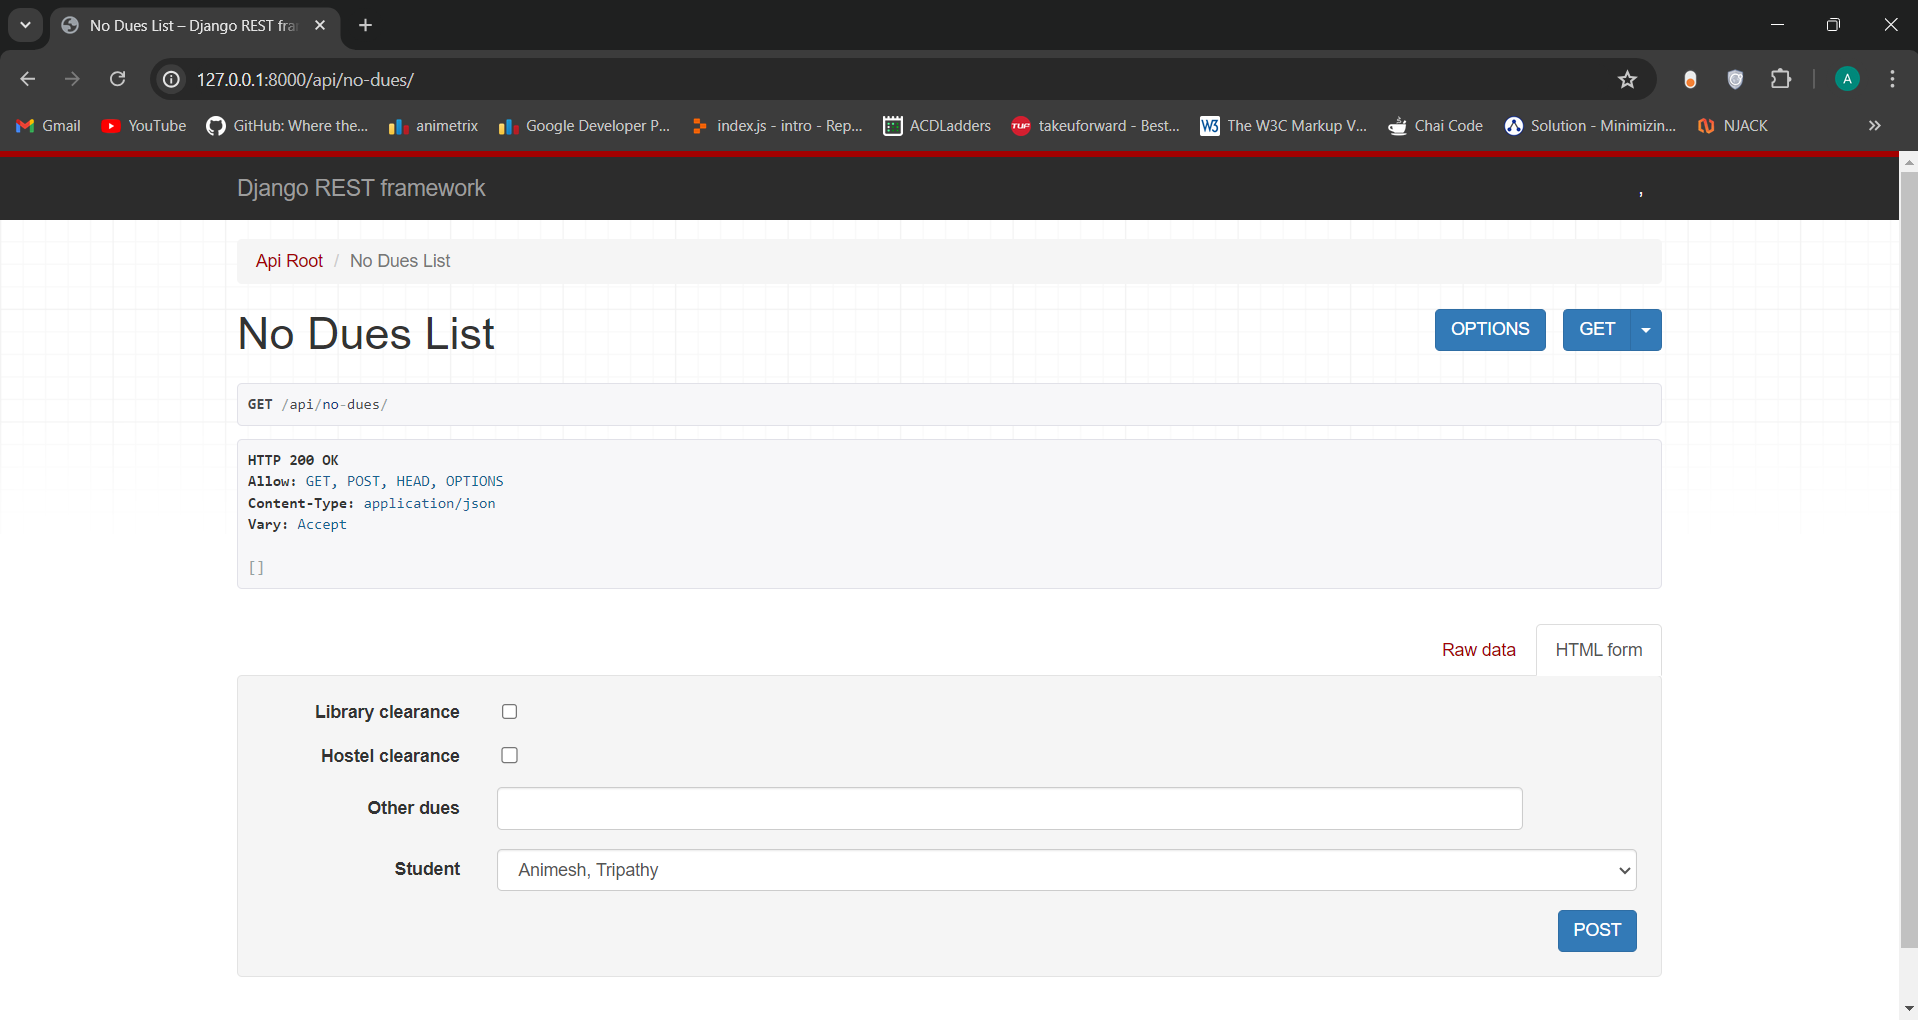 No Dues List – Django REST fra
127.0.0.1:8000/api/no-dues/
A
Gmail
YouTube
GitHub: Where the...
animetrix
Google Developer P...
index.js - intro - Rep...
ACDLadders
TUF takeuforward - Best...
W3 The W3C Markup V...
Chai Code
Solution - Minimizin...
NJACK
Django REST framework
,
Api Root / No Dues List
No Dues List
OPTIONS
GET
GET /api/no-dues/
HTTP 200 OK
Allow: GET, POST, HEAD, OPTIONS
Content-Type: application/json
Vary: Accept
[]
Raw data
HTML form
Library clearance
Hostel clearance
Other dues
Student
Animesh, Tripathy
POST